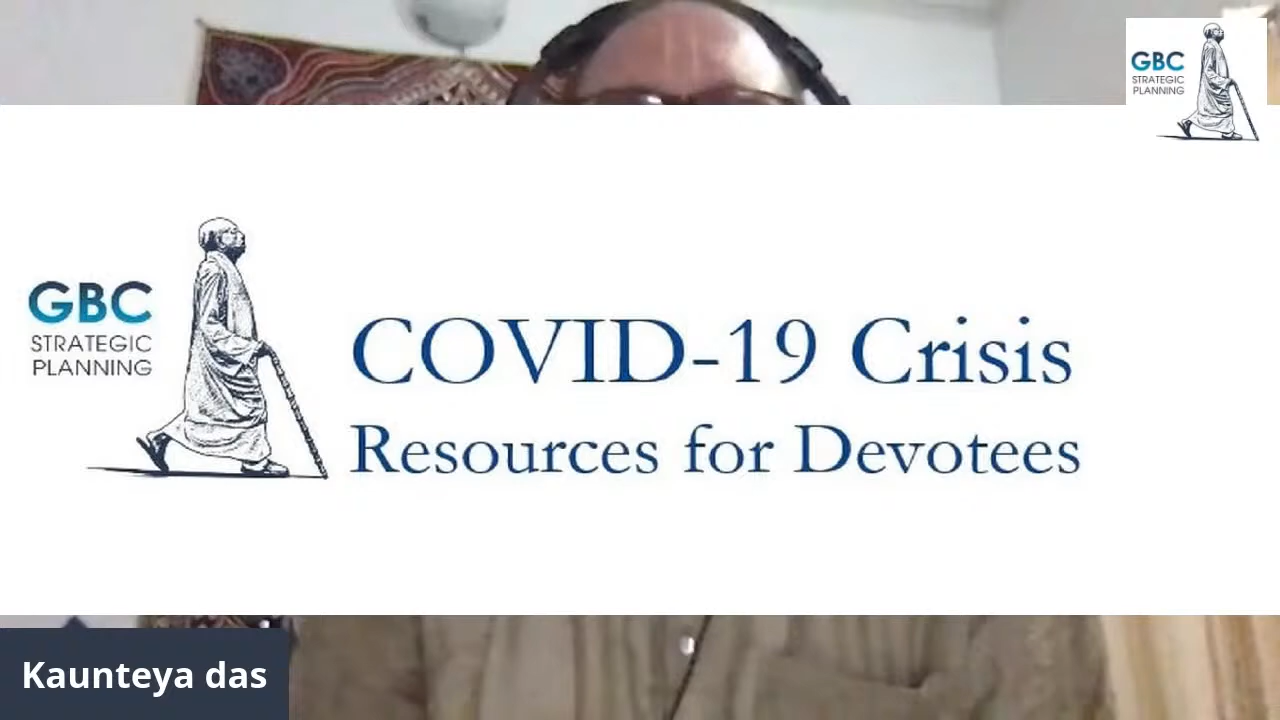 GBC
STRATEGIC
PLANNING
GBC
STRATEGIC
PLANNING
COVID-19 Crisis
Resources for Devotees
Kaunteya das